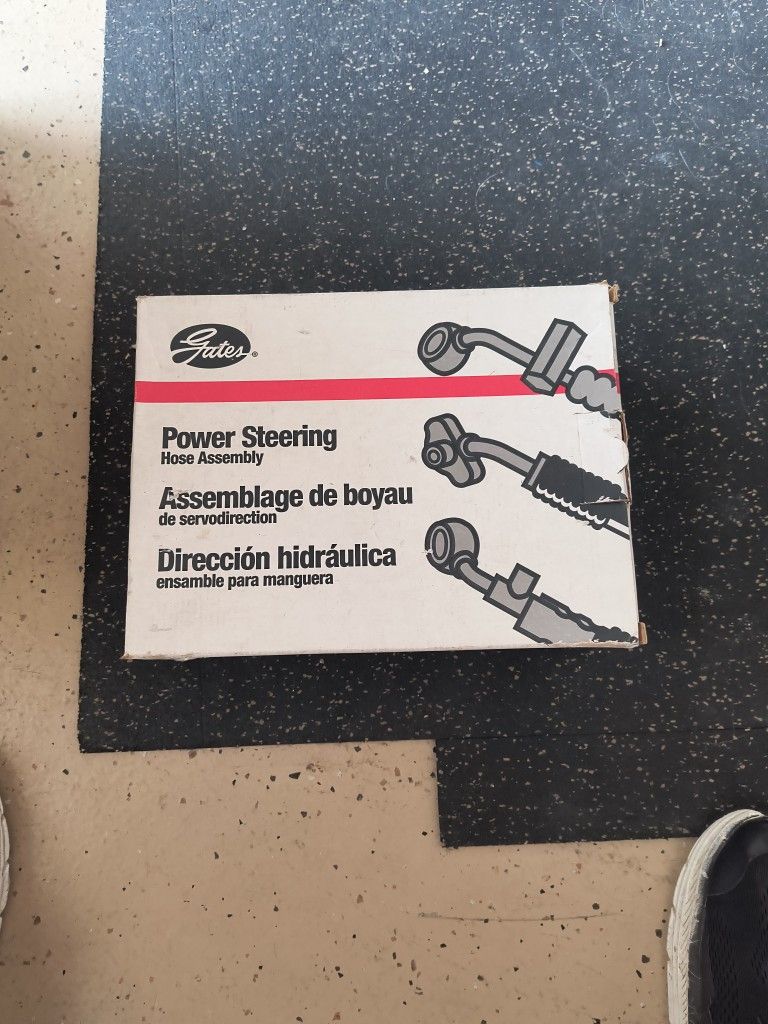 Gates®
Power Steering
Hose Assembly
Assemblage de boyau
de servodirection
Dirección hidráulica
ensamble para manguera